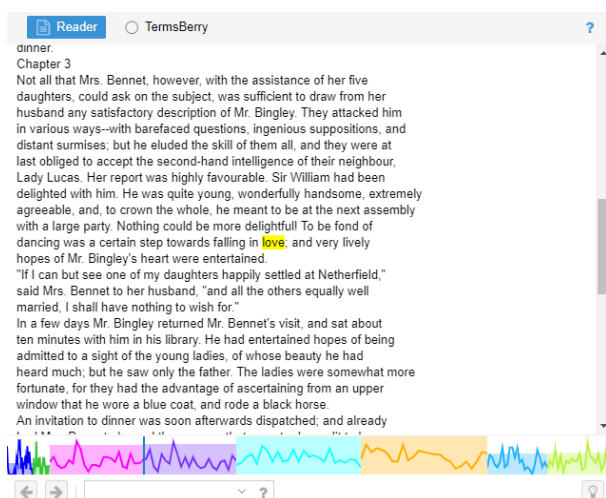 Reader TermsBerry ?
dinner.
Chapter 3
Not all that Mrs. Bennet, however, with the assistance of her five
daughters, could ask on the subject, was sufficient to draw from her
husband any satisfactory description of Mr. Bingley. They attacked him
in various ways--with barefaced questions, ingenious suppositions, and
distant surmises; but he eluded the skill of them all, and they were at
last obliged to accept the second-hand intelligence of their neighbour,
Lady Lucas. Her report was highly favourable. Sir William had been
delighted with him. He was quite young, wonderfully handsome, extremely
agreeable, and, to crown the whole, he meant to be at the next assembly
with a large party. Nothing could be more delightful! To be fond of
dancing was a certain step towards falling in love; and very lively
hopes of Mr. Bingley's heart were entertained.
"If I can but see one of my daughters happily settled at Netherfield,"
said Mrs. Bennet to her husband, "and all the others equally well
married, I shall have nothing to wish for."
In a few days Mr. Bingley returned Mr. Bennet's visit, and sat about
ten minutes with him in his library. He had entertained hopes of being
admitted to a sight of the young ladies, of whose beauty he had
heard much; but he saw only the father. The ladies were somewhat more
fortunate, for they had the advantage of ascertaining from an upper
window that he wore a blue coat, and rode a black horse.
An invitation to dinner was soon afterwards dispatched; and already
?